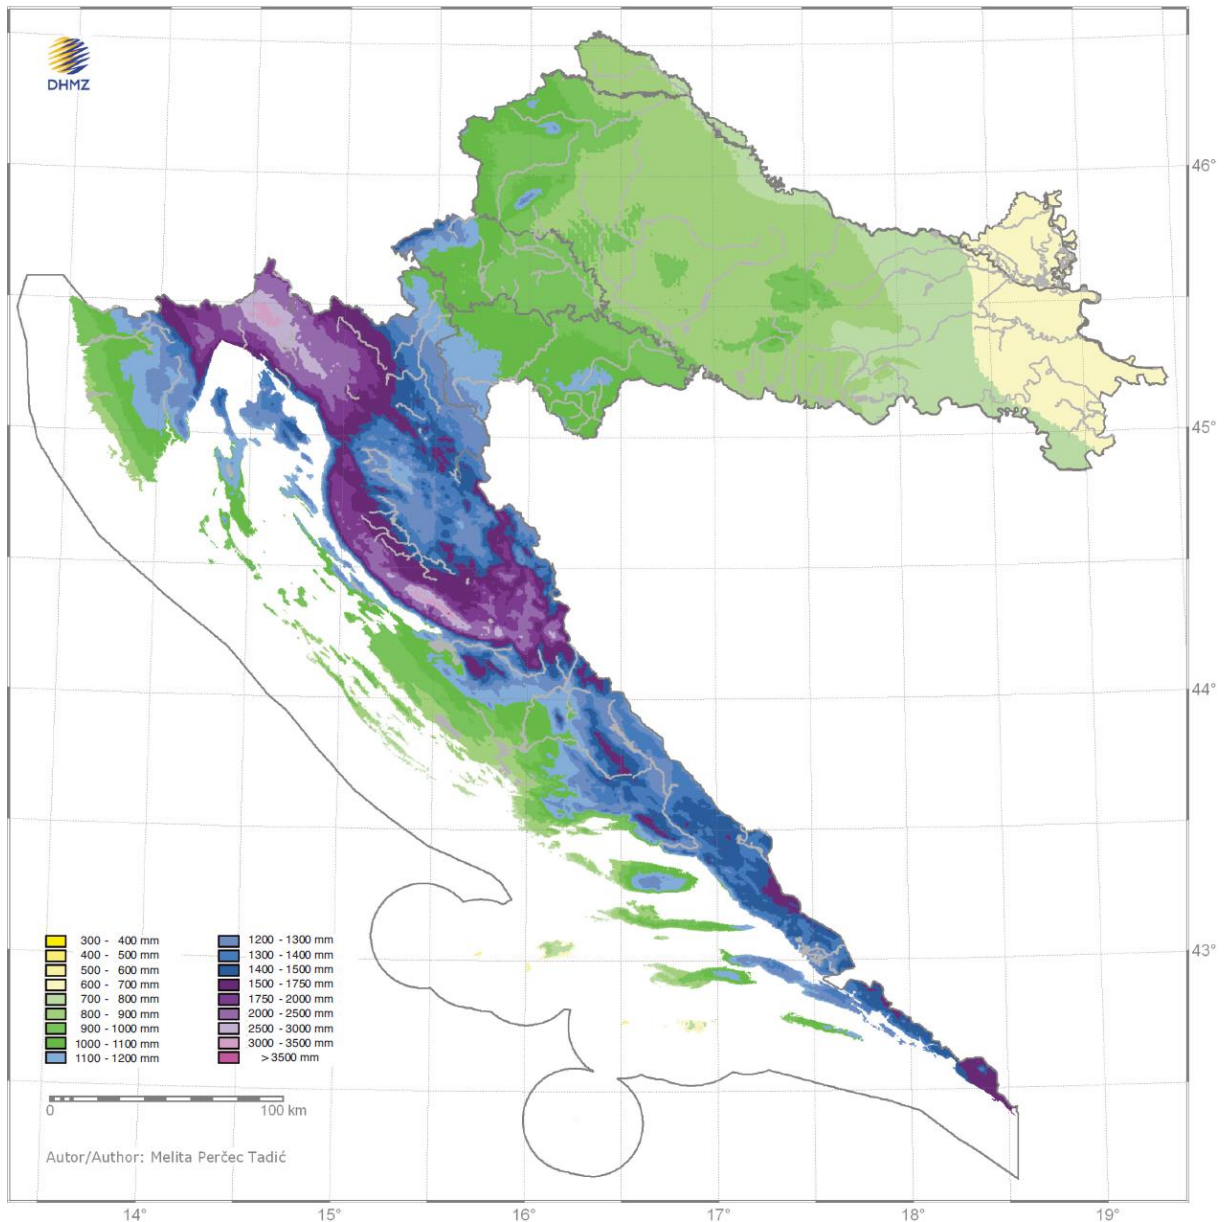 DHMZ
46°
45°
44°
43°
300 - 400 mm
400 - 500 mm
500 - 600 mm
600 - 700 mm
700 - 800 mm
800 - 900 mm
900 - 1000 mm
1000 - 1100 mm
1100 - 1200 mm
1200 - 1300 mm
1300 - 1400 mm
1400 - 1500 mm
1500 - 1750 mm
1750 - 2000 mm
2000 - 2500 mm
2500 - 3000 mm
3000 - 3500 mm
>3500 mm
0 100 km
Autor/Author: Melita Perčec Tadić
14° 15° 16° 17° 18° 19°